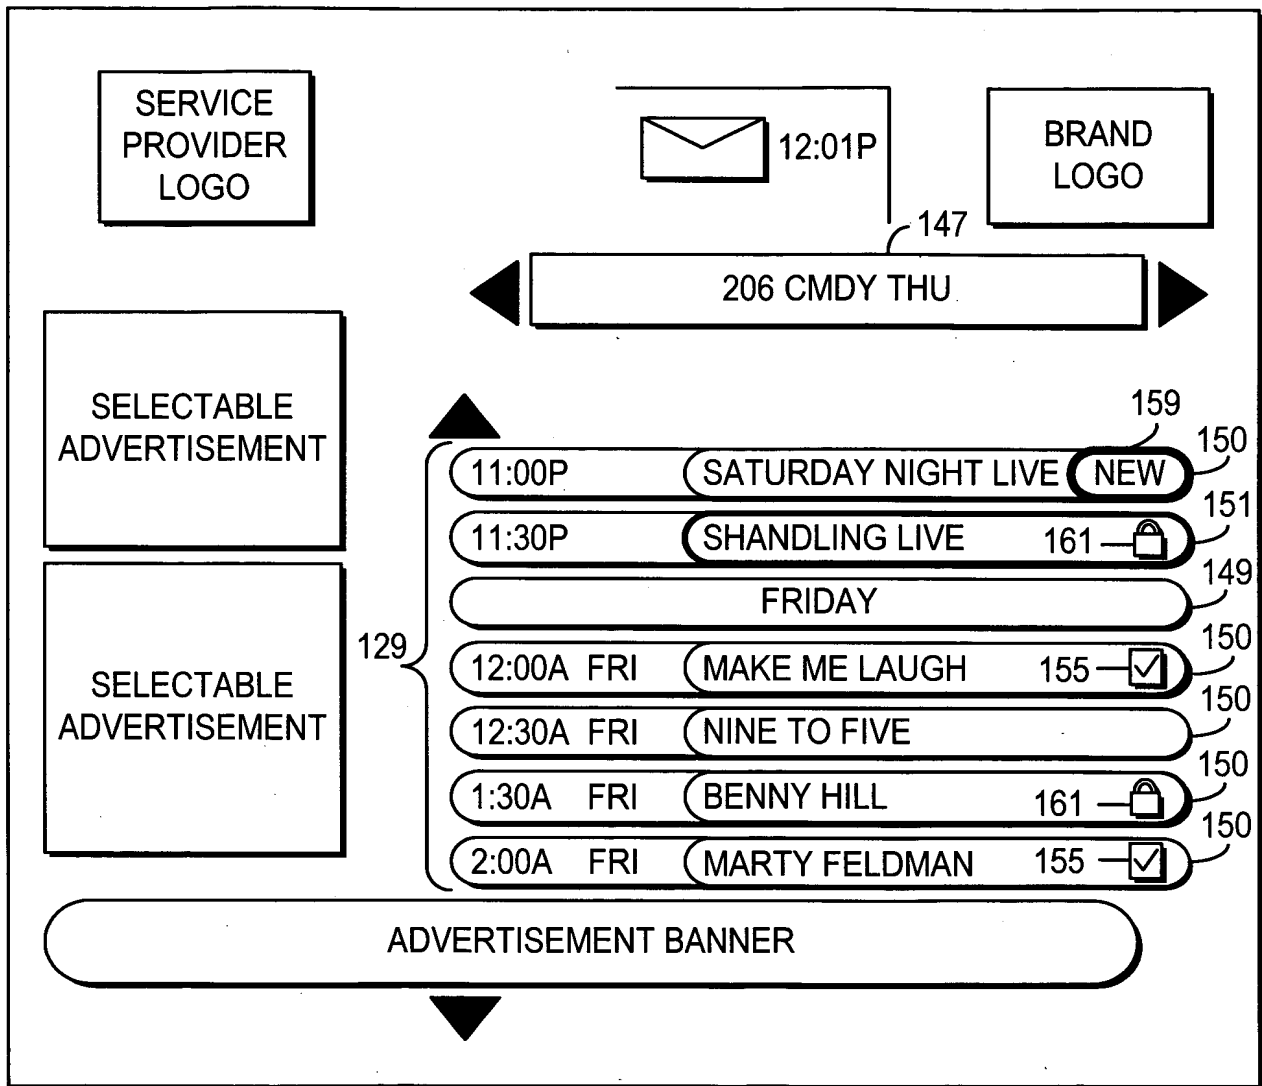 SERVICE
PROVIDER
LOGO
12:01P
BRAND
LOGO
147
206 CMDY THU
SELECTABLE
ADVERTISEMENT
159
11:00P SATURDAY NIGHT LIVE NEW 150
11:30P SHANDLING LIVE 161 151
FRIDAY 149
129
12:00A FRI MAKE ME LAUGH 155 150
SELECTABLE
ADVERTISEMENT
12:30A FRI NINE TO FIVE 150
1:30A FRI BENNY HILL 161 150
2:00A FRI MARTY FELDMAN 155 150
ADVERTISEMENT BANNER